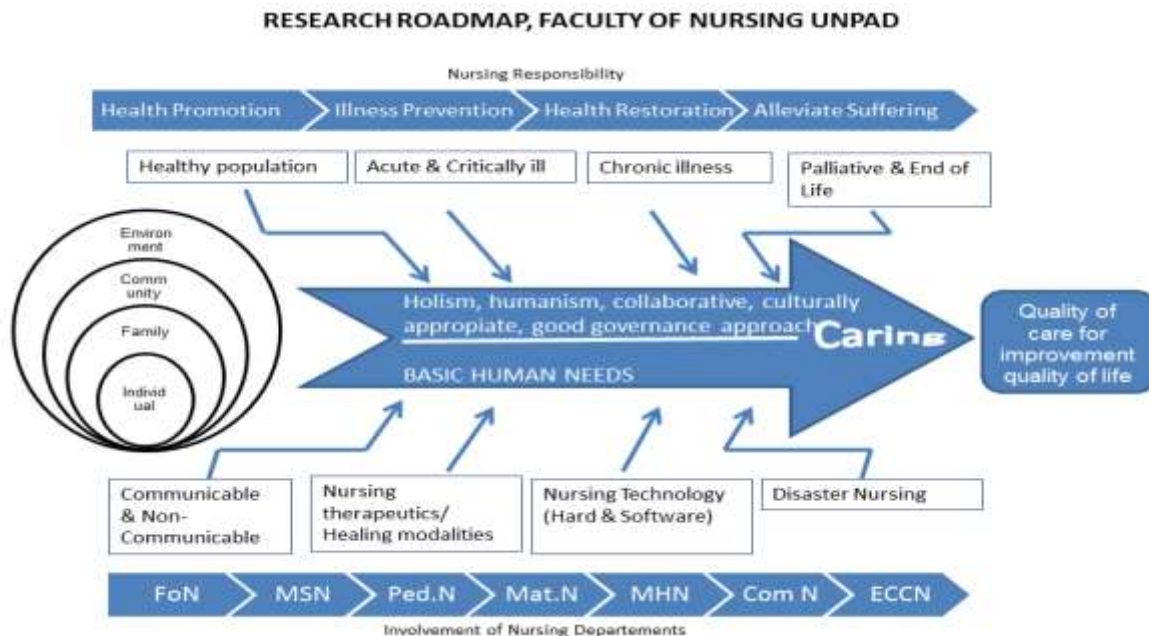 RESEARCH ROADMAP, FACULTY OF NURSING UNPAD
Nursing Responsibility
Health Promotion
Illness Prevention
Health Restoration
Alleviate Suffering
Healthy population
Acute & Critically ill
Chronic illness
Palliative & End of
Life
Environ
ment
Comm
unity
Family
Individ
ual
Holism, humanism, collaborative, culturally
appropiate, good governance approach
Caring
BASIC HUMAN NEEDS
Quality of
care for
improvement
quality of life
Communicable
& Non-
Communicable
Nursing
therapeutics/
Healing modalities
Nursing Technology
(Hard & Software)
Disaster Nursing
FoN
MSN
Ped.N
Mat.N
MHN
Com N
ECCN
Involvement of Nursing Departements